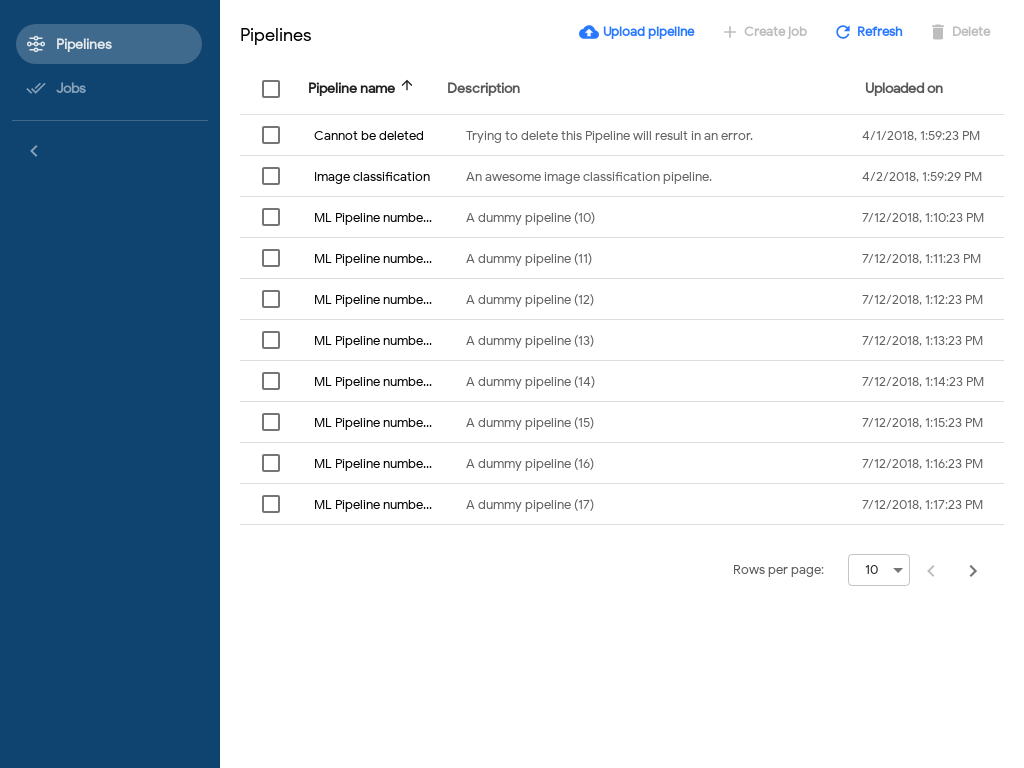 Pipelines
Jobs
Pipelines
Upload pipeline
Create job
Refresh
Delete
Pipeline name
Description
Uploaded on
Cannot be deleted
Trying to delete this Pipeline will result in an error.
4/1/2018, 1:59:23 PM
Image classification
An awesome image classification pipeline.
4/2/2018, 1:59:29 PM
ML Pipeline numbe...
A dummy pipeline (10)
7/12/2018, 1:10:23 PM
ML Pipeline numbe...
A dummy pipeline (11)
7/12/2018, 1:11:23 PM
ML Pipeline numbe...
A dummy pipeline (12)
7/12/2018, 1:12:23 PM
ML Pipeline numbe...
A dummy pipeline (13)
7/12/2018, 1:13:23 PM
ML Pipeline numbe...
A dummy pipeline (14)
7/12/2018, 1:14:23 PM
ML Pipeline numbe...
A dummy pipeline (15)
7/12/2018, 1:15:23 PM
ML Pipeline numbe...
A dummy pipeline (16)
7/12/2018, 1:16:23 PM
ML Pipeline numbe...
A dummy pipeline (17)
7/12/2018, 1:17:23 PM
Rows per page:
10